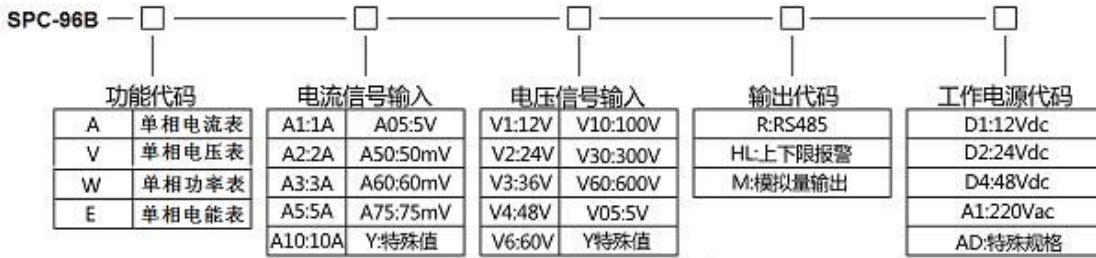 SPC-96B
功能代码 电流信号输入 电压信号输入 输出代码 工作电源代码
A 单相电流表 A1:1A A05:5V V1:12V V10:100V R:RS485 D1:12Vdc
V 单相电压表 A2:2A A50:50mV V2:24V V30:300V HL:上下限报警 D2:24Vdc
W 单相功率表 A3:3A A60:60mV V3:36V V60:600V M:模拟量输出 D4:48Vdc
E 单相电能表 A5:5A A75:75mV V4:48V V05:5V A1:220Vac
A10:10A Y:特殊值 V6:60V Y特殊值 AD:特殊规格